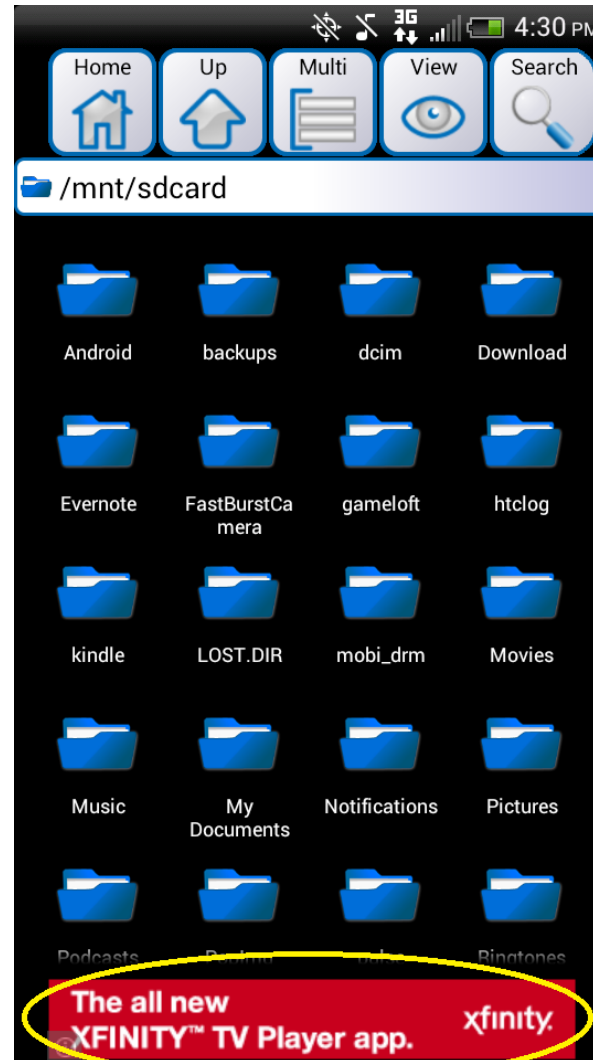 3G 4:30 PM
Home Up Multi View Search
/mnt/sdcard
Android backups dcim Download
Evernote FastBurstCa gameloft htclog
mera
kindle LOST.DIR mobi_drm Movies
Music My Notifications Pictures
Documents
Podcasts Ringtones
The all new
XFINITY™ TV Player app.
xfinity.